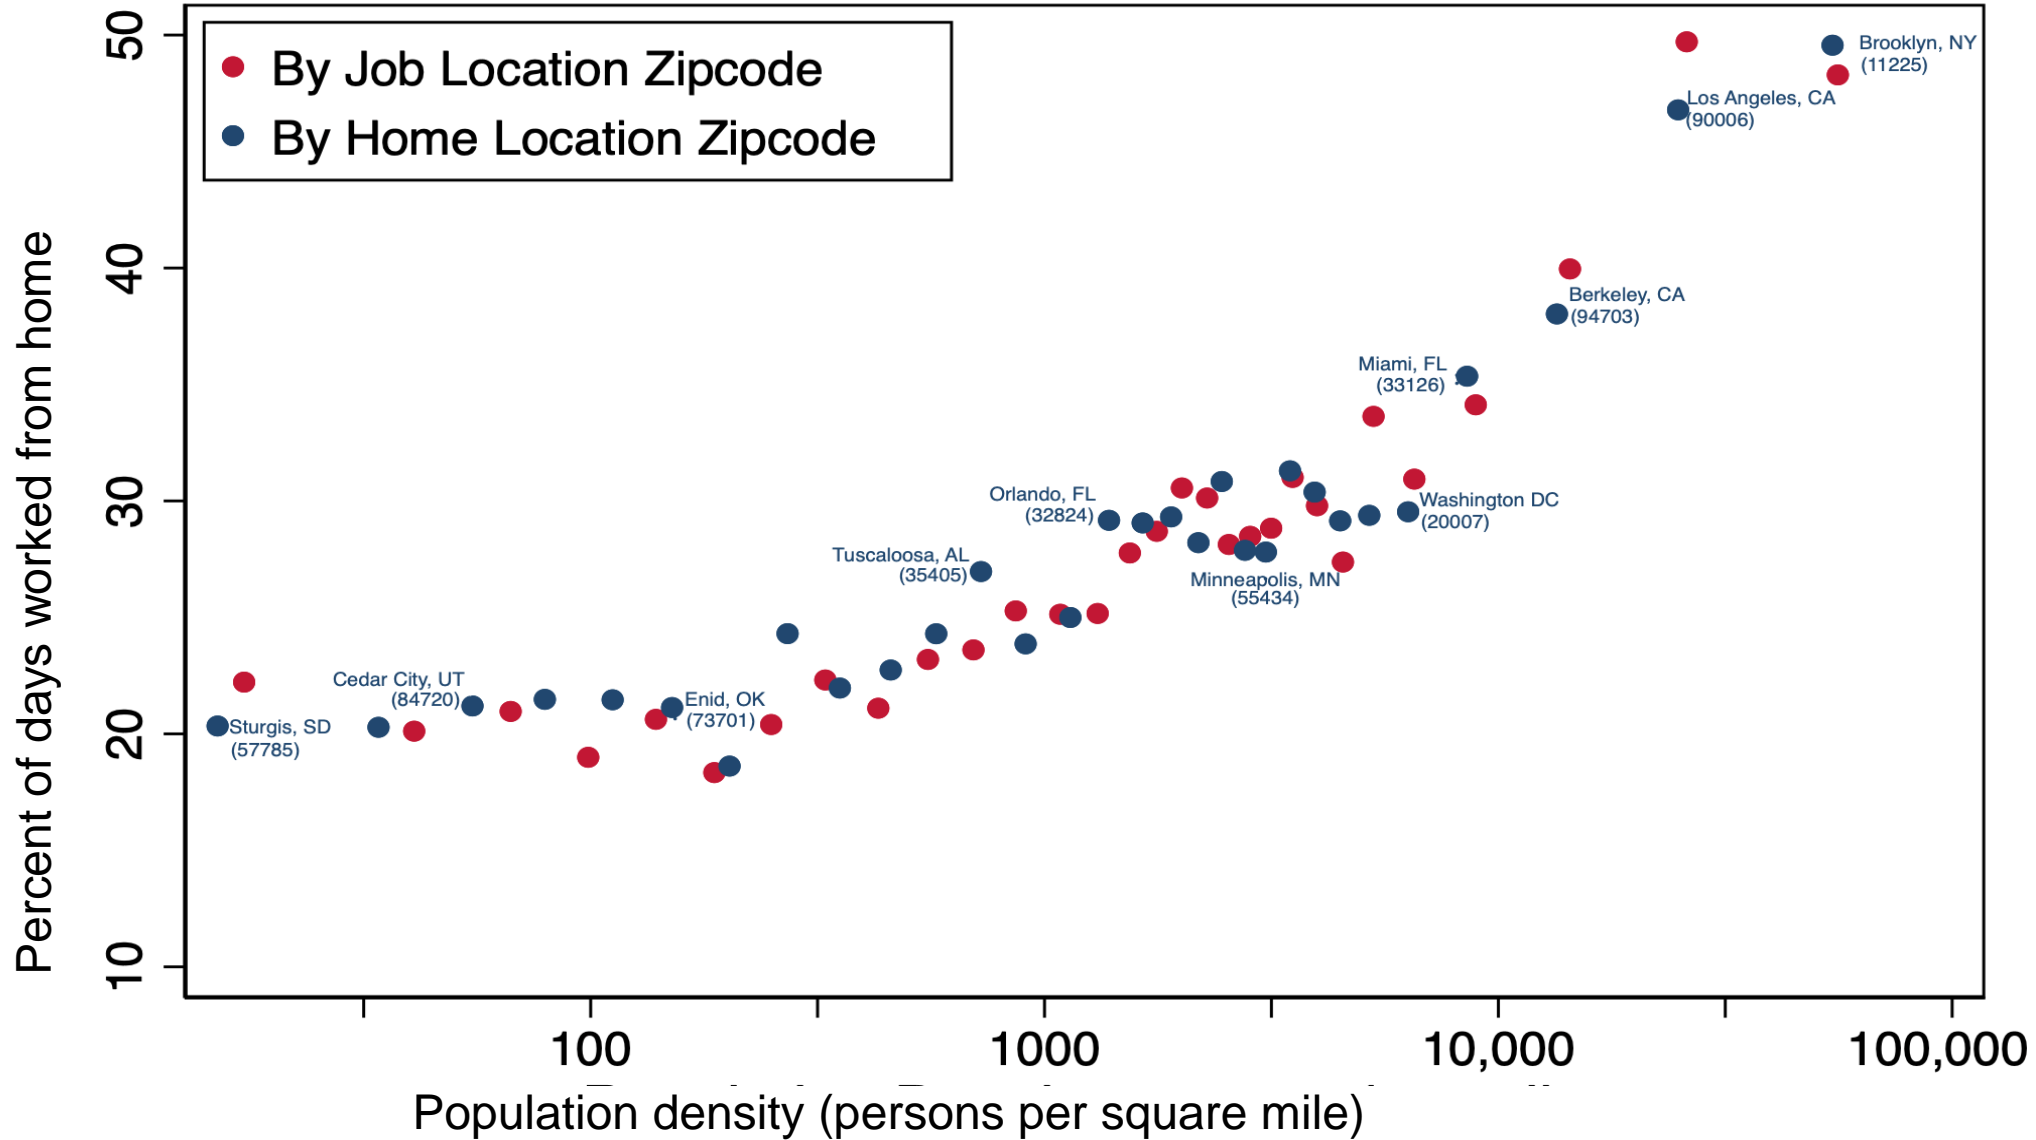 50
By Job Location Zipcode
By Home Location Zipcode
Brooklyn, NY
(11225)
Los Angeles, CA
(90006)
40
Berkeley, CA
(94703)
Miami, FL
(33126)
30
Orlando, FL
(32824)
Washington DC
(20007)
Tuscaloosa, AL
(35405)
Minneapolis, MN
(55434)
Cedar City, UT
(84720)
Enid, OK
(73701)
20
Sturgis, SD
(57785)
10
Percent of days worked from home
100
1000
10,000
100,000
Population density (persons per square mile)